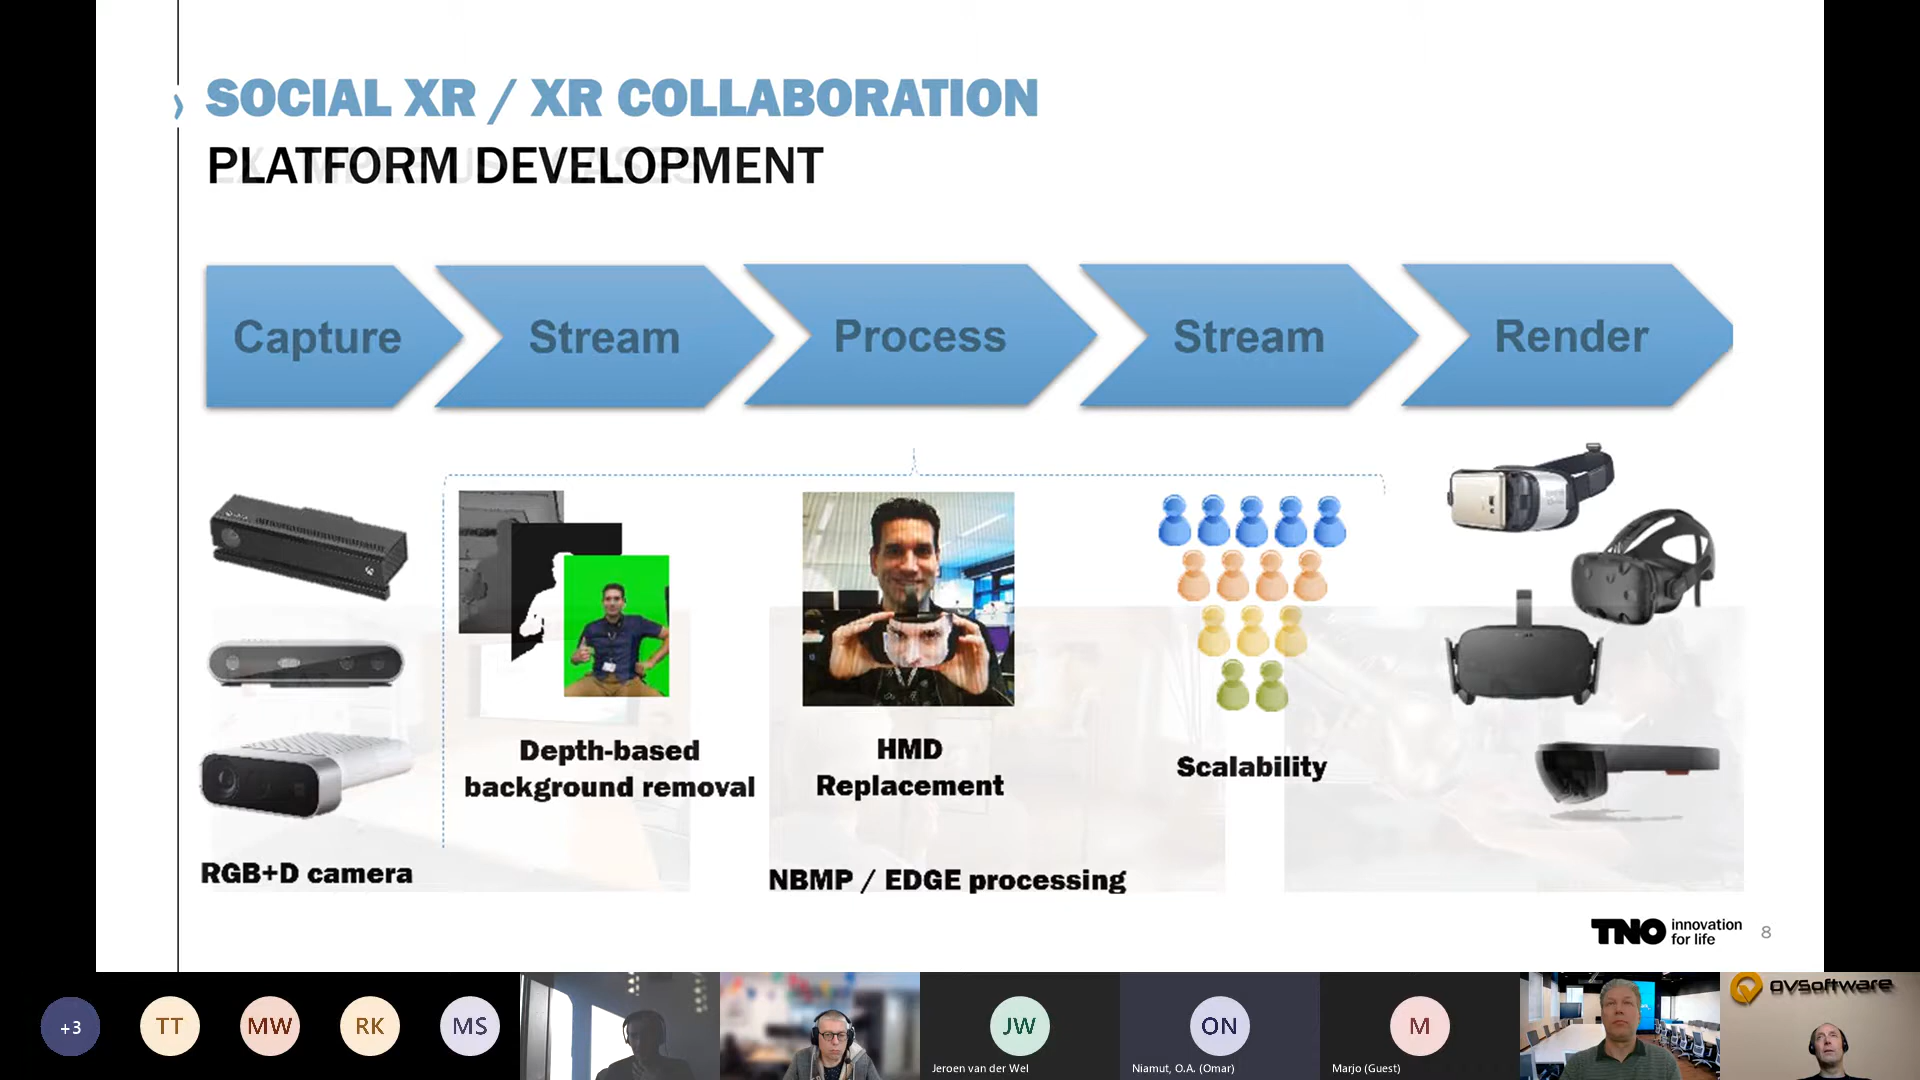 SOCIAL XR / XR COLLABORATION
PLATFORM DEVELOPMENT
Capture
Stream
Process
Stream
Render
Depth-based
background removal
HMD
Replacement
Scalability
RGB+D camera
NBMP / EDGE processing
TNO innovation
for life
8
+3
TT
MW
RK
MS
JW
Jeroen van der Wel
ON
Niamut, O.A. (Omar)
M
Marjo (Guest)
OVSoftware